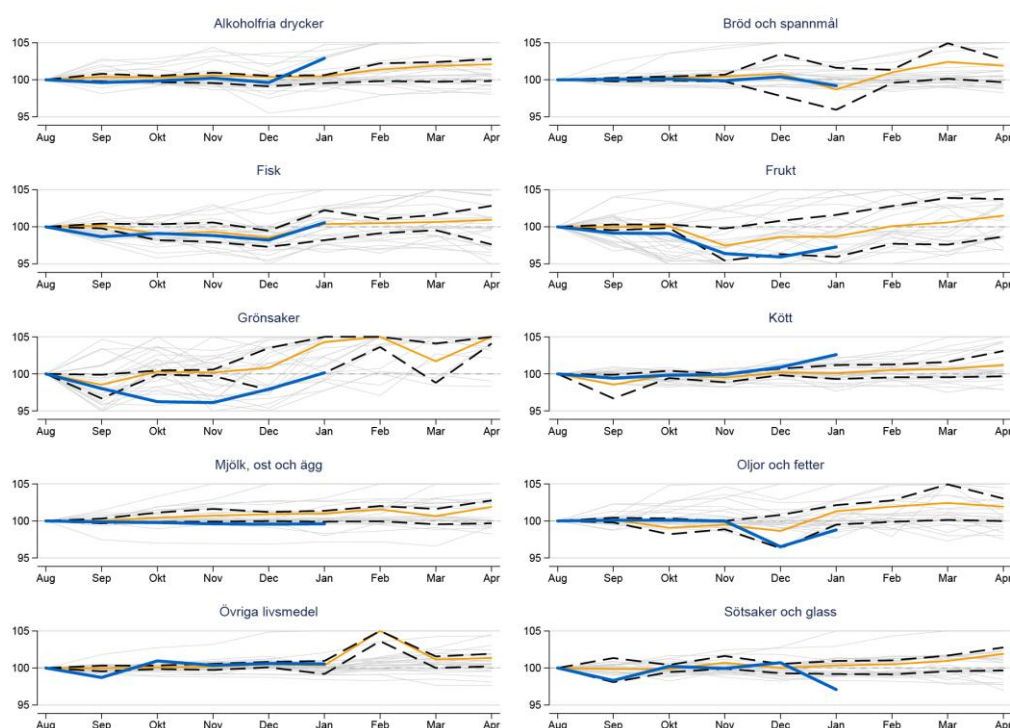 Alkoholfria drycker
105
100
95
Aug Sep Okt Nov Dec Jan Feb Mar Apr
Bröd och spannmål
105
100
95
Aug Sep Okt Nov Dec Jan Feb Mar Apr
Fisk
105
100
95
Aug Sep Okt Nov Dec Jan Feb Mar Apr
Frukt
105
100
95
Aug Sep Okt Nov Dec Jan Feb Mar Apr
Grönsaker
105
100
95
Aug Sep Okt Nov Dec Jan Feb Mar Apr
Kött
105
100
95
Aug Sep Okt Nov Dec Jan Feb Mar Apr
Mjölk, ost och ägg
105
100
95
Aug Sep Okt Nov Dec Jan Feb Mar Apr
Oljor och fetter
105
100
95
Aug Sep Okt Nov Dec Jan Feb Mar Apr
Övriga livsmedel
105
100
95
Aug Sep Okt Nov Dec Jan Feb Mar Apr
Sötsaker och glass
105
100
95
Aug Sep Okt Nov Dec Jan Feb Mar Apr